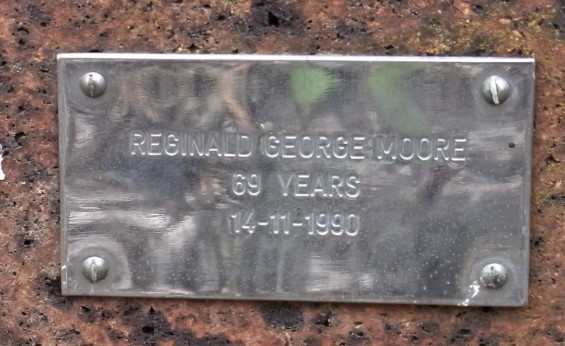 REGINALD GEORGE MOORE
69 YEARS
14-11-1990